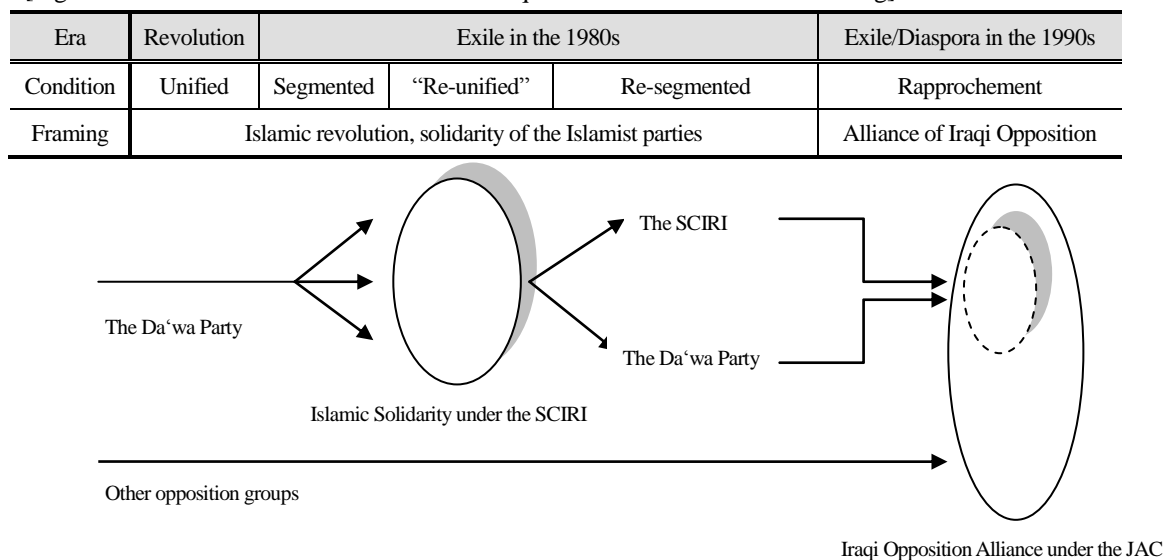 Era Revolution Exile in the 1980s Exile/Diaspora in the 1990s
Condition Unified Segmented “Re-unified” Re-segmented Rapprochement
Framing Islamic revolution, solidarity of the Islamist parties Alliance of Iraqi Opposition
The SCIRI
The Da‘wa Party
The Da‘wa Party
Islamic Solidarity under the SCIRI
Other opposition groups
Iraqi Opposition Alliance under the JAC